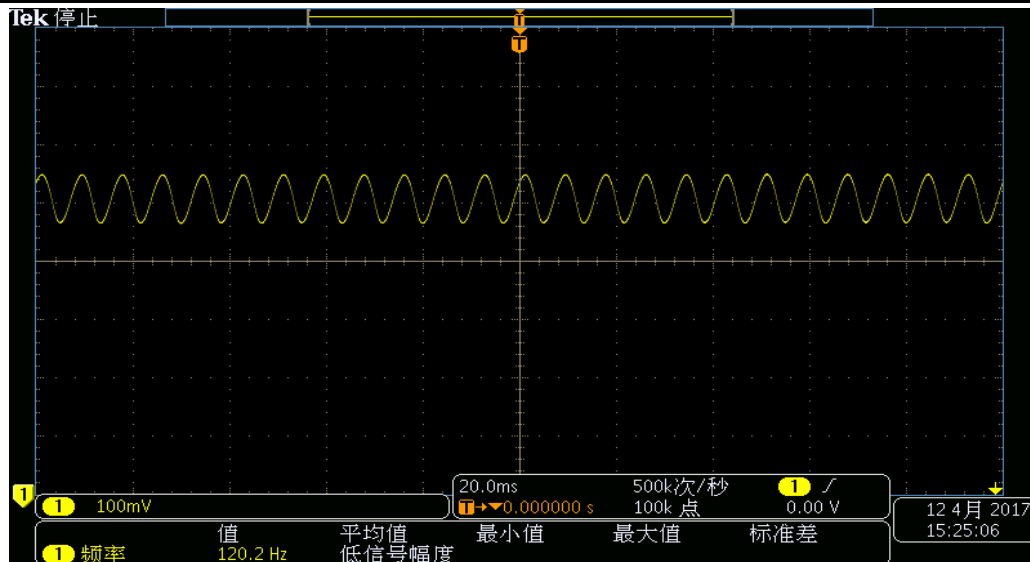 Tek 停止
T
T
1
1 100mV
20.0ms 500k次/秒 1 /
T→▼0.000000 s 100k 点 0.00 V
12 4月 2017
15:25:06
值 平均值 最小值 最大值 标准差
1 频率 120.2 Hz 低信号幅度